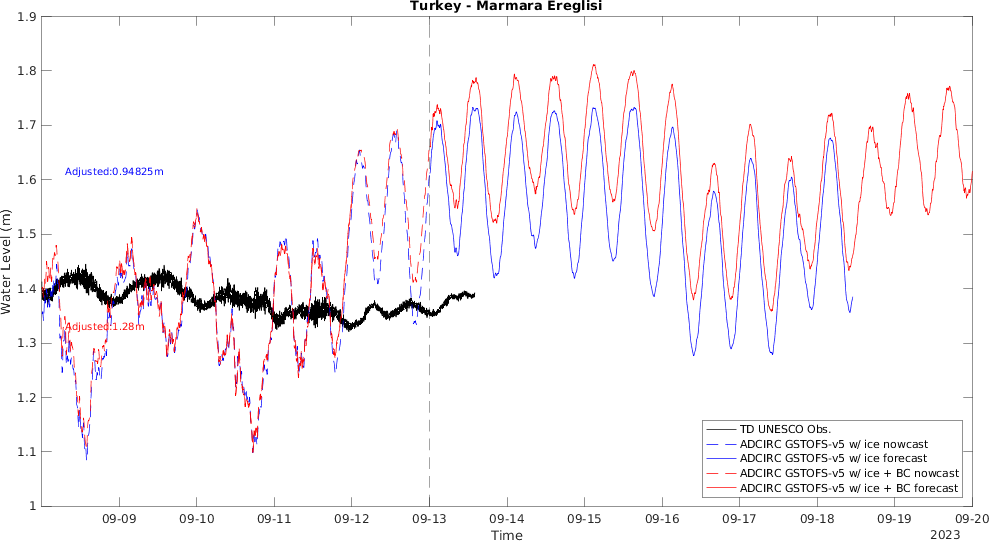 Turkey - Marmara Ereglisi
Water Level (m)
1.9
1.8
1.7
1.6
1.5
1.4
1.3
1.2
1.1
1
Adjusted:0.94825m
Adjusted:1.28m
TD UNESCO Obs.
ADCIRC GSTOFS-v5 w/ ice nowcast
ADCIRC GSTOFS-v5 w/ ice forecast
ADCIRC GSTOFS-v5 w/ ice + BC nowcast
ADCIRC GSTOFS-v5 w/ ice + BC forecast
09-09 09-10 09-11 09-12 09-13 09-14 09-15 09-16 09-17 09-18 09-19 09-20
Time
2023